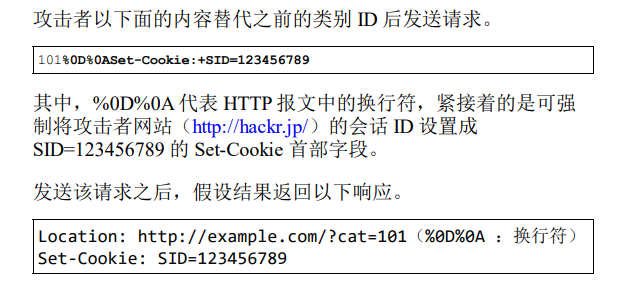 攻击者以下面的内容替代之前的类别 ID 后发送请求。
101%0D%0ASet-Cookie:+SID=123456789
其中，%0D%0A 代表 HTTP 报文中的换行符，紧接着的是可强
制将攻击者网站（http://hackr.jp/）的会话 ID 设置成
SID=123456789 的 Set-Cookie 首部字段。
发送该请求之后，假设结果返回以下响应。
Location: http://example.com/?cat=101（%0D%0A ：换行符）
Set-Cookie: SID=123456789